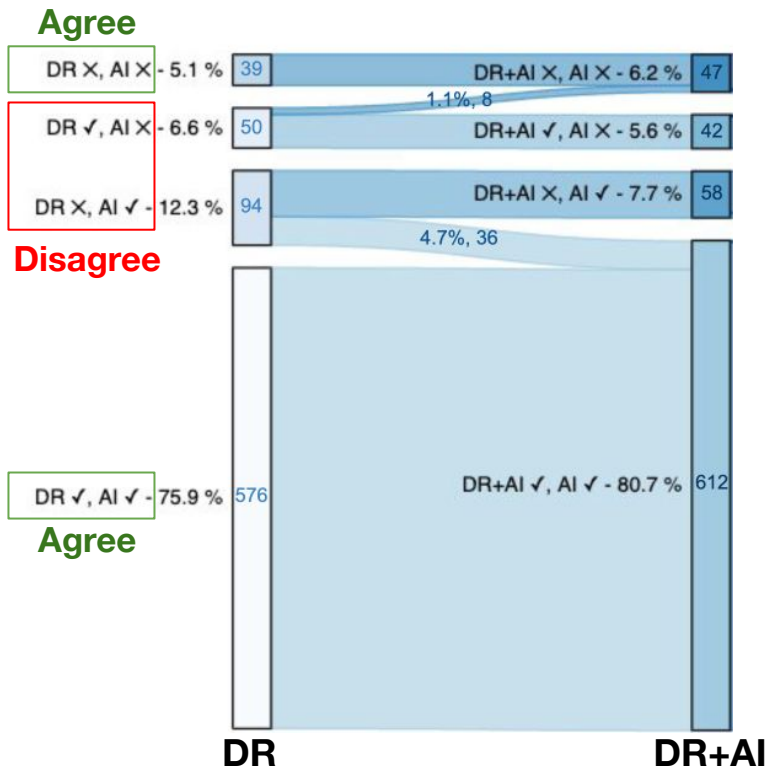 Agree
DR ✕, AI ✕ - 5.1 % 39 DR+AI ✕, AI ✕ - 6.2 % 47
1.1%, 8
DR ✓, AI ✕ - 6.6 % 50 DR+AI ✓, AI ✕ - 5.6 % 42
DR ✕, AI ✓ - 12.3 % 94 DR+AI ✕, AI ✓ - 7.7 % 58
4.7%, 36
Disagree
DR ✓, AI ✓ - 75.9 % 576 DR+AI ✓, AI ✓ - 80.7 % 612
Agree
DR DR+AI